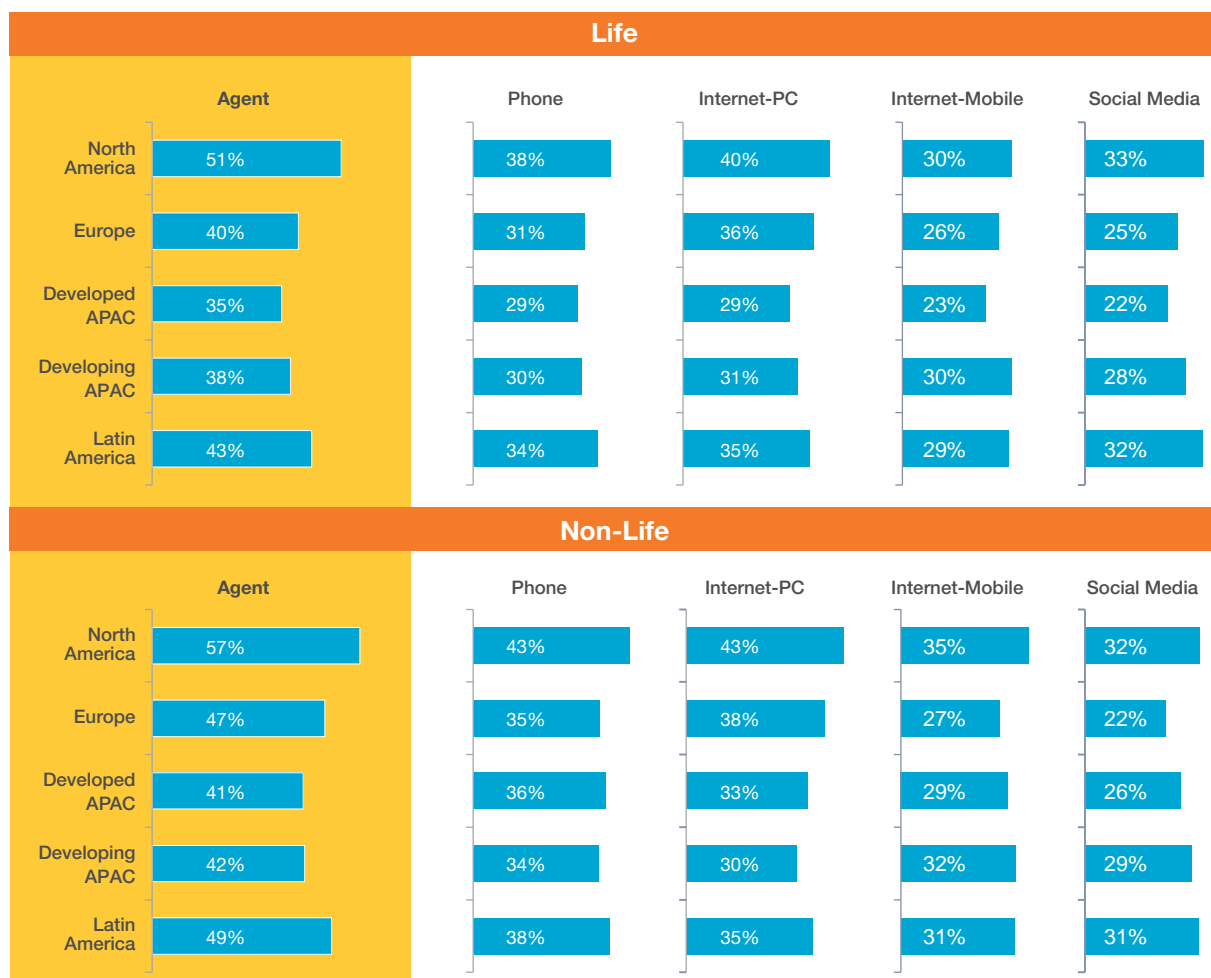 Life
Agent Phone Internet-PC Internet-Mobile Social Media
North
America 51% 38% 40% 30% 33%
Europe 40% 31% 36% 26% 25%
Developed
APAC 35% 29% 29% 23% 22%
Developing
APAC 38% 30% 31% 30% 28%
Latin
America 43% 34% 35% 29% 32%
Non-Life
Agent Phone Internet-PC Internet-Mobile Social Media
North
America 57% 43% 43% 35% 32%
Europe 47% 35% 38% 27% 22%
Developed
APAC 41% 36% 33% 29% 26%
Developing
APAC 42% 34% 30% 32% 29%
Latin
America 49% 38% 35% 31% 31%